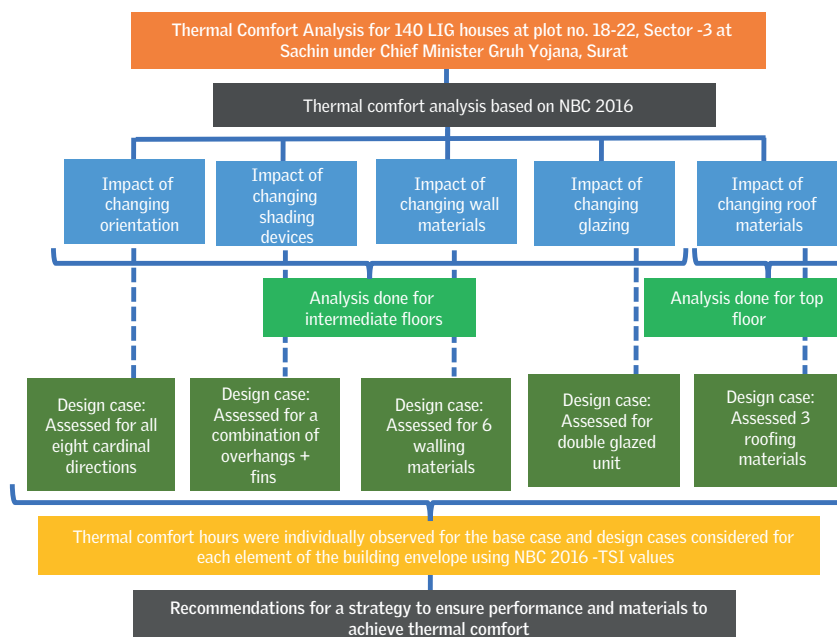 Thermal Comfort Analysis for 140 LIG houses at plot no. 18-22, Sector -3 at
Sachin under Chief Minister Gruh Yojana, Surat
Thermal comfort analysis based on NBC 2016
Impact of
changing
orientation
Impact of
changing
shading
devices
Impact of
changing wall
materials
Impact of
changing
glazing
Impact of
changing roof
materials
Analysis done for
intermediate floors
Analysis done for top
floor
Design case:
Assessed for all
eight cardinal
directions
Design case:
Assessed for a
combination of
overhangs +
fins
Design case:
Assessed for 6
walling
materials
Design case:
Assessed for
double glazed
unit
Design case:
Assessed 3
roofing
materials
Thermal comfort hours were individually observed for the base case and design cases considered for
each element of the building envelope using NBC 2016 -TSI values
Recommendations for a strategy to ensure performance and materials to
achieve thermal comfort